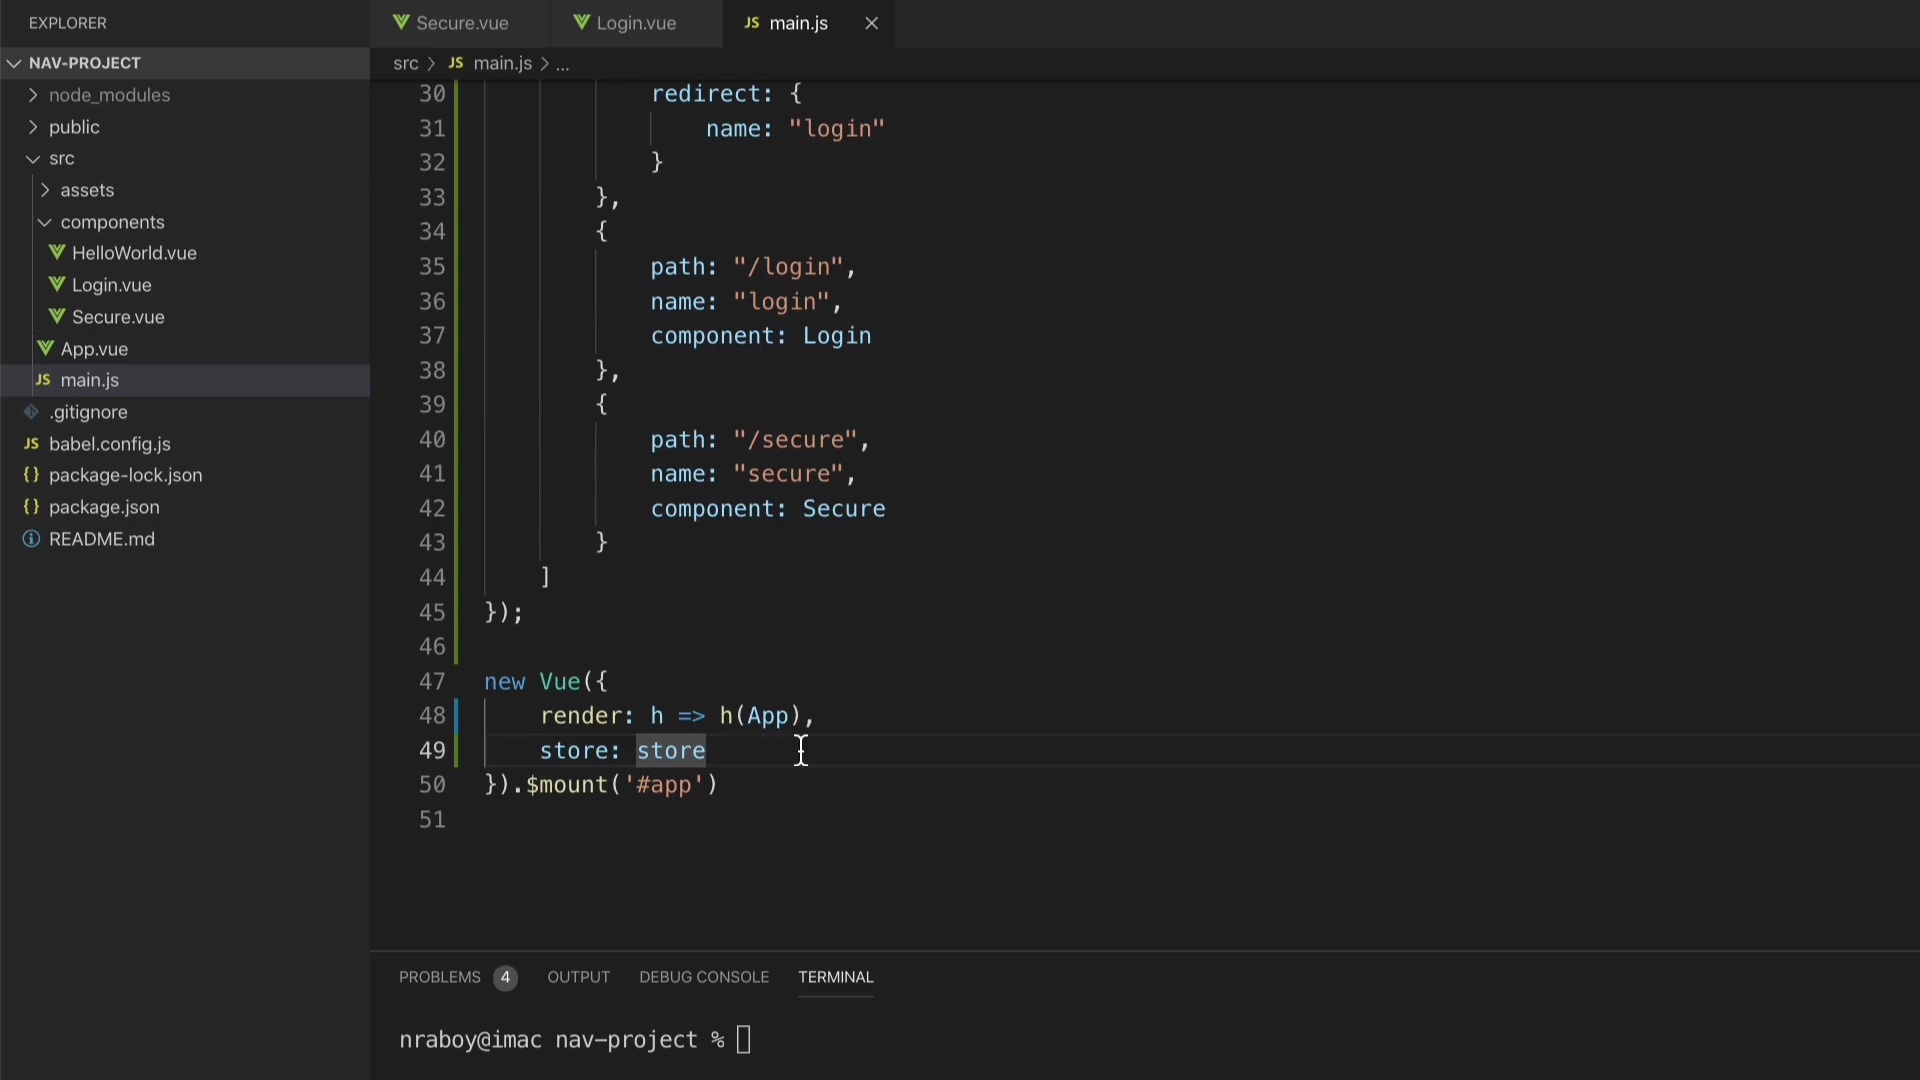 EXPLORER
NAV-PROJECT
node_modules
public
src
assets
components
HelloWorld.vue
Login.vue
Secure.vue
App.vue
JS main.js
.gitignore
JS babel.config.js
{} package-lock.json
{} package.json
README.md
Secure.vue Login.vue JS main.js
src > JS main.js > ...
30 redirect: {
31 name: "login"
32 }
33 },
34 {
35 path: "/login",
36 name: "login",
37 component: Login
38 },
39 {
40 path: "/secure",
41 name: "secure",
42 component: Secure
43 }
44 ]
45 });
46
47 new Vue({
48 render: h => h(App),
49 store: store
50 }).$mount('#app')
51
PROBLEMS 4 OUTPUT DEBUG CONSOLE TERMINAL
nraboy@imac nav-project %